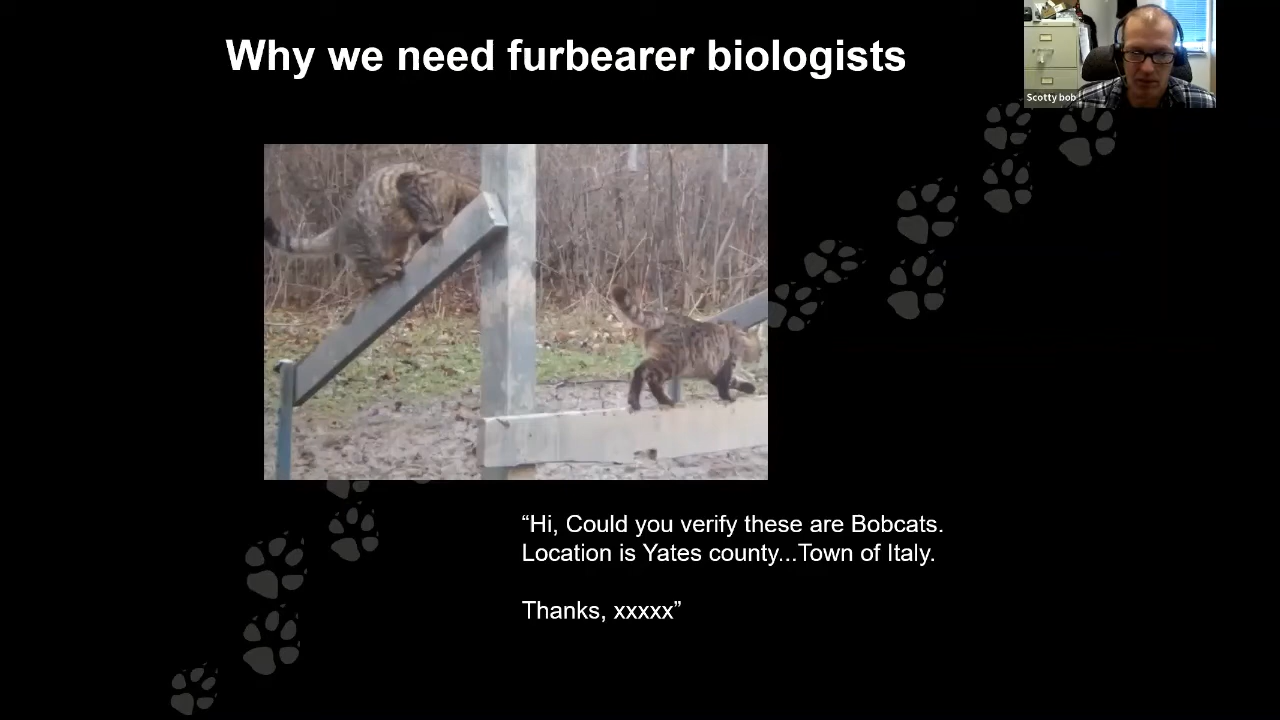 Why we need furbearer biologists
Scotty bob
“Hi, Could you verify these are Bobcats.
Location is Yates county...Town of Italy.
Thanks, xxxxx”